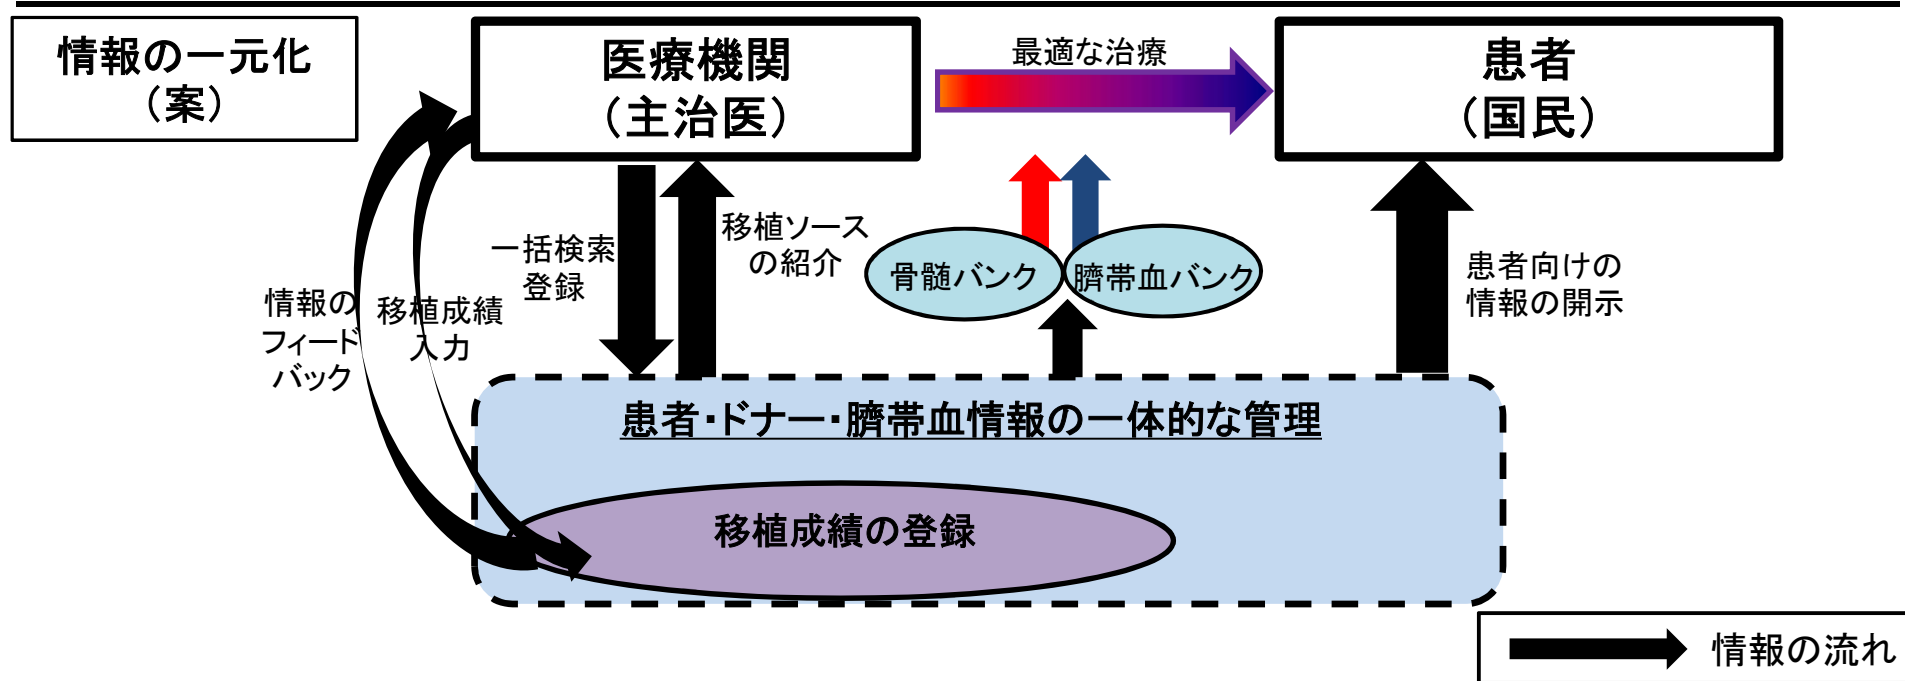 情報の一元化
（案）
医療機関
（主治医）
最適な治療
患者
（国民）
一括検索
登録
移植ソース
の紹介
骨髄バンク
臍帯血バンク
患者向けの
情報の開示
情報の
フィード
バック
移植成績
入力
患者・ドナー・臍帯血情報の一体的な管理
移植成績の登録
情報の流れ